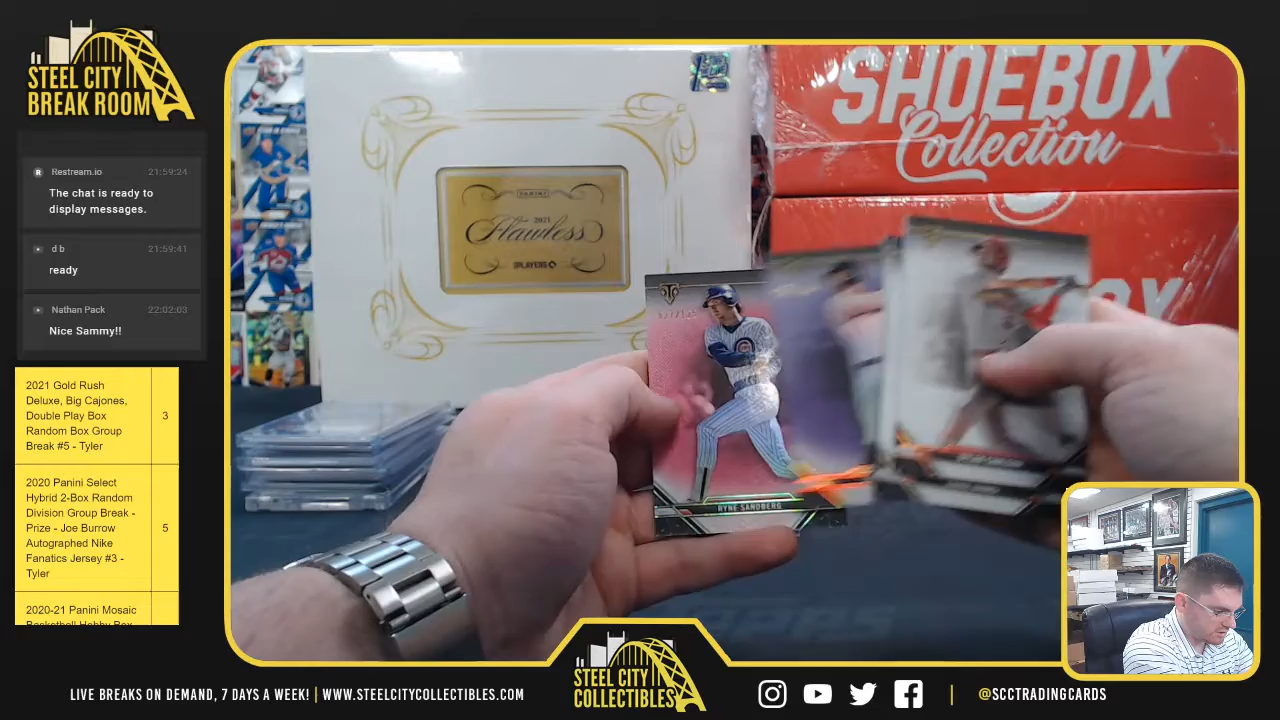 STEEL CITY
BREAK ROOM
Restream.io 21:59:24
The chat is ready to
display messages.
d b 21:59:41
ready
Nathan Pack 22:02:03
Nice Sammy!!
2021 Gold Rush
Deluxe, Big Cajones,
Double Play Box
Random Box Group
Break #5 - Tyler
3
2020 Panini Select
Hybrid 2-Box Random
Division Group Break -
Prize - Joe Burrow
Autographed Nike
Fanatics Jersey #3 -
Tyler
5
2020-21 Panini Mosaic
Basketball Hobby Box
PANINI
2021
Flawless
PLAYERS
SHOEBOX
Collection
RYNE SANDBERG
STEEL CITY
COLLECTIBLES
LIVE BREAKS ON DEMAND, 7 DAYS A WEEK! | WWW.STEELCITYCOLLECTIBLES.COM
@SCCTRADINGCARDS